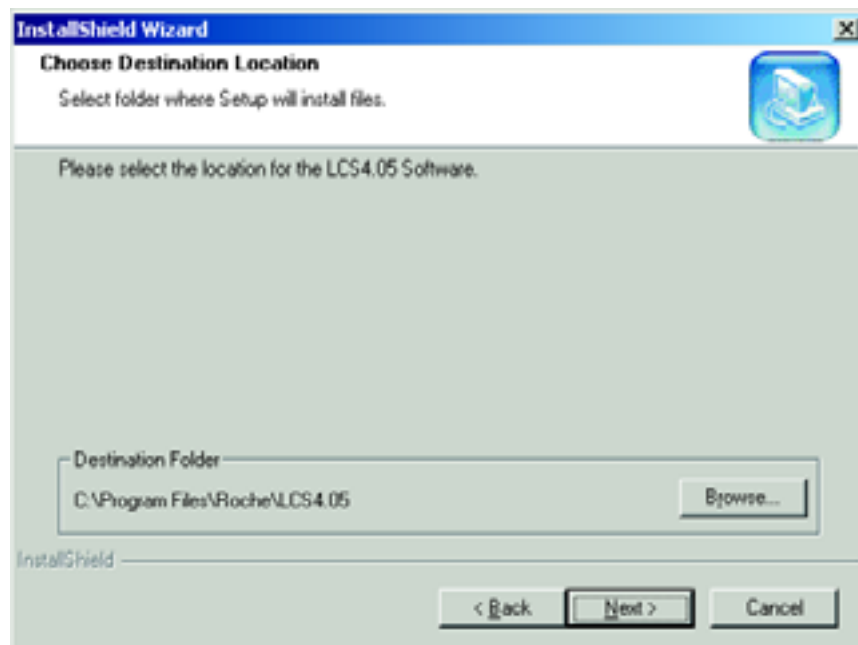 InstallShield Wizard
Choose Destination Location
Select folder where Setup will install files.
Please select the location for the LCS4.05 Software.
Destination Folder
C:\Program Files\Roche\LCS4.05
Browse...
InstallShield
< Back
Next >
Cancel